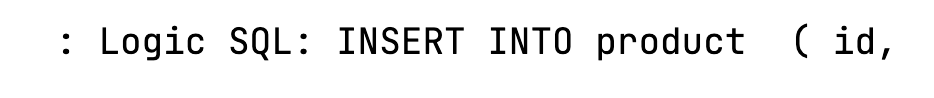 : Logic SQL: INSERT INTO product  ( id,